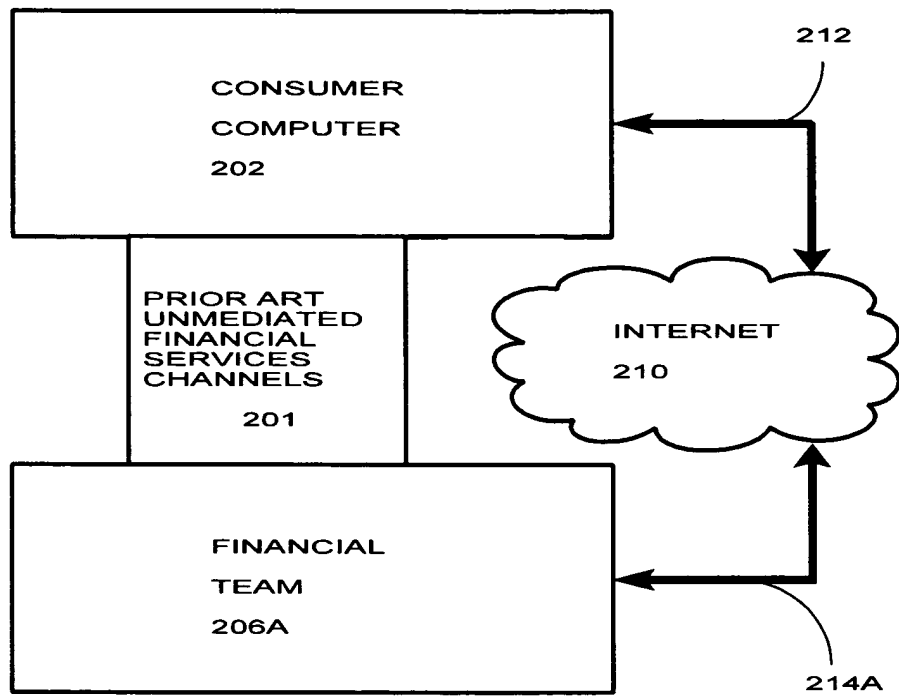 212
CONSUMER
COMPUTER
202
PRIOR ART
UNMEDIATED
FINANCIAL
SERVICES
CHANNELS
201
INTERNET
210
FINANCIAL
TEAM
206A
214A